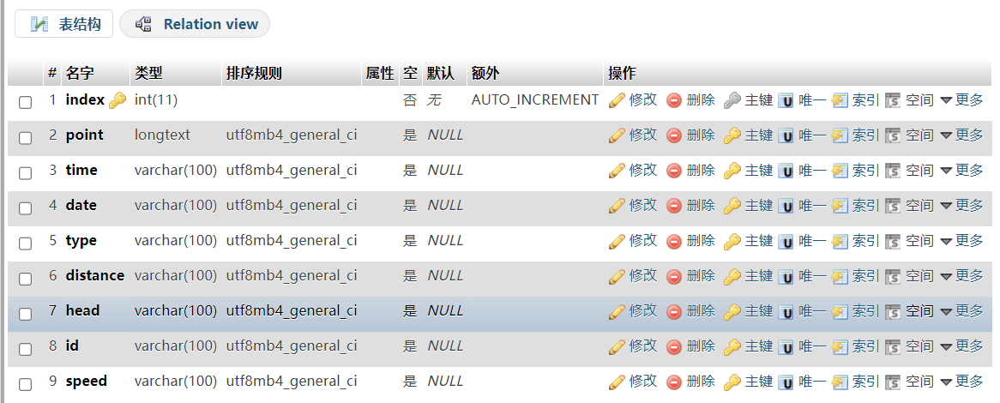 表结构 Relation view
# 名字 类型 排序规则 属性 空 默认 额外 操作
1 index int(11) 否 无 AUTO_INCREMENT 修改 删除 主键 唯一 索引 空间 更多
2 point longtext utf8mb4_general_ci 是 NULL 修改 删除 主键 唯一 索引 空间 更多
3 time varchar(100) utf8mb4_general_ci 是 NULL 修改 删除 主键 唯一 索引 空间 更多
4 date varchar(100) utf8mb4_general_ci 是 NULL 修改 删除 主键 唯一 索引 空间 更多
5 type varchar(100) utf8mb4_general_ci 是 NULL 修改 删除 主键 唯一 索引 空间 更多
6 distance varchar(100) utf8mb4_general_ci 是 NULL 修改 删除 主键 唯一 索引 空间 更多
7 head varchar(100) utf8mb4_general_ci 是 NULL 修改 删除 主键 唯一 索引 空间 更多
8 id varchar(100) utf8mb4_general_ci 是 NULL 修改 删除 主键 唯一 索引 空间 更多
9 speed varchar(100) utf8mb4_general_ci 是 NULL 修改 删除 主键 唯一 索引 空间 更多